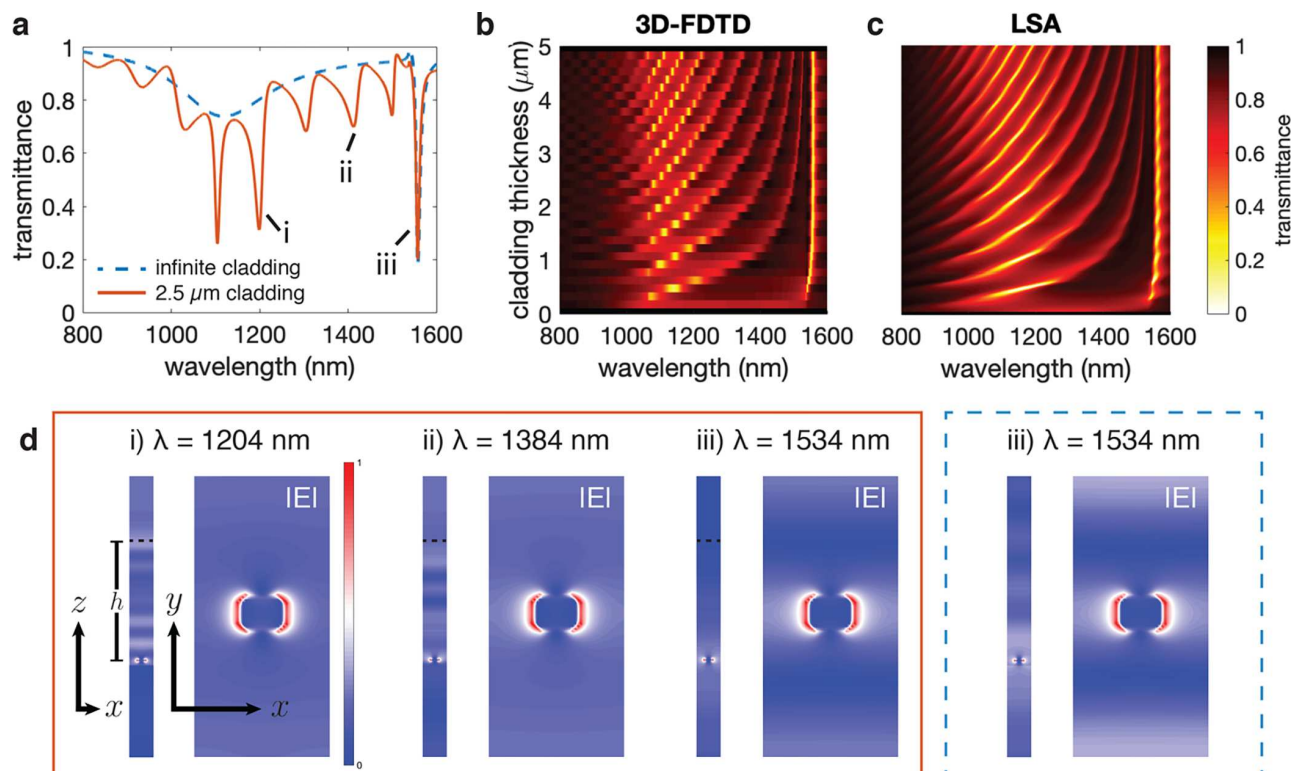 a
1
0.8
0.6
0.4
0.2
0
transmittance
i
ii
iii
infinite cladding
2.5 μm cladding
800 1000 1200 1400 1600
wavelength (nm)
b
3D-FDTD
5
4
3
2
1
0
cladding thickness (μm)
800 1000 1200 1400 1600
wavelength (nm)
c
LSA
800 1000 1200 1400 1600
wavelength (nm)
1
0.8
0.6
0.4
0.2
0
transmittance
d
i) λ = 1204 nm
z
h
x
y
x
|E|
1
0
ii) λ = 1384 nm
|E|
iii) λ = 1534 nm
|E|
iii) λ = 1534 nm
|E|